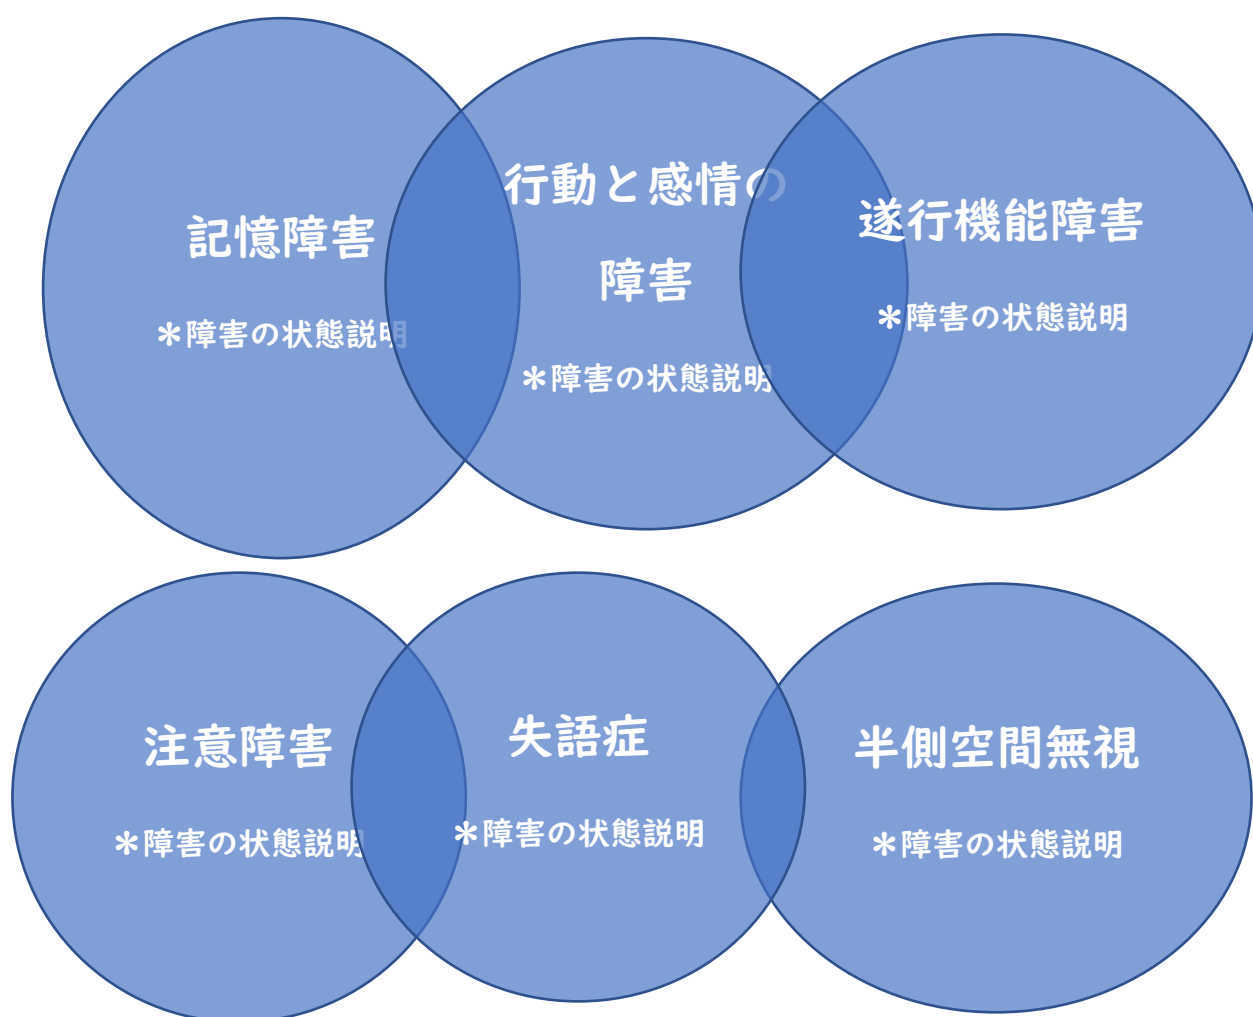 記憶障害
＊障害の状態説明
行動と感情の
障害
＊障害の状態説明
遂行機能障害
＊障害の状態説明
注意障害
＊障害の状態説明
失語症
＊障害の状態説明
半側空間無視
＊障害の状態説明